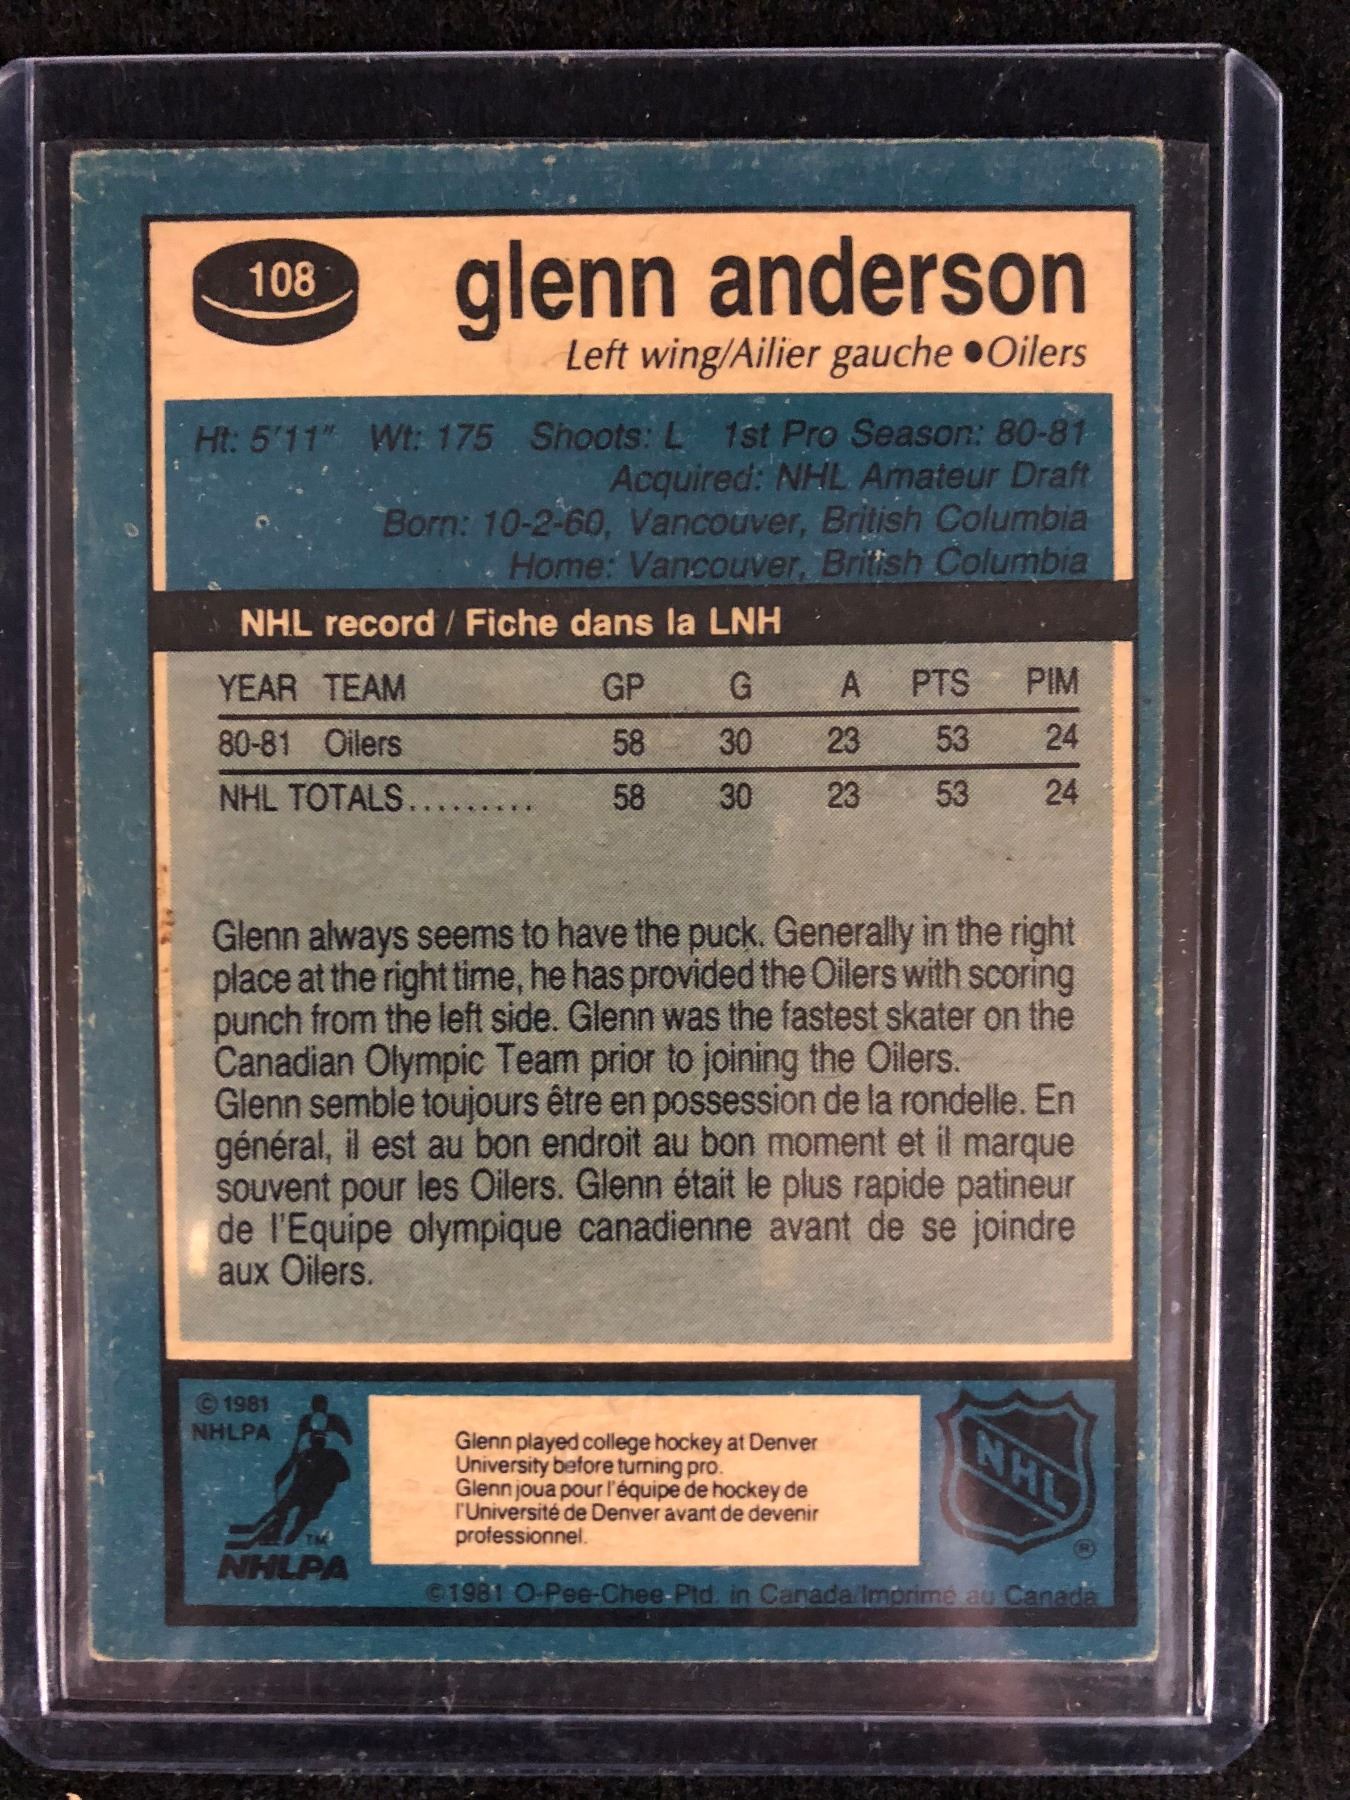 108
glenn anderson
Left wing/Ailier gauche ● Oilers
Ht: 5'11" Wt: 175 Shoots: L 1st Pro Season: 80-81
Acquired: NHL Amateur Draft
Born: 10-2-60, Vancouver, British Columbia
Home: Vancouver, British Columbia
NHL record / Fiche dans la LNH
YEAR TEAM GP G A PTS PIM
80-81 Oilers 58 30 23 53 24
NHL TOTALS......... 58 30 23 53 24
Glenn always seems to have the puck. Generally in the right
place at the right time, he has provided the Oilers with scoring
punch from the left side. Glenn was the fastest skater on the
Canadian Olympic Team prior to joining the Oilers.
Glenn semble toujours être en possession de la rondelle. En
général, il est au bon endroit au bon moment et il marque
souvent pour les Oilers. Glenn était le plus rapide patineur
de l'Equipe olympique canadienne avant de se joindre
aux Oilers.
© 1981
NHLPA
TM
NHLPA
Glenn played college hockey at Denver
University before turning pro.
Glenn joua pour l'équipe de hockey de
l'Université de Denver avant de devenir
professionnel.
NHL
®
©1981 O-Pee-Chee Ptd. in Canada/Imprimé au Canada